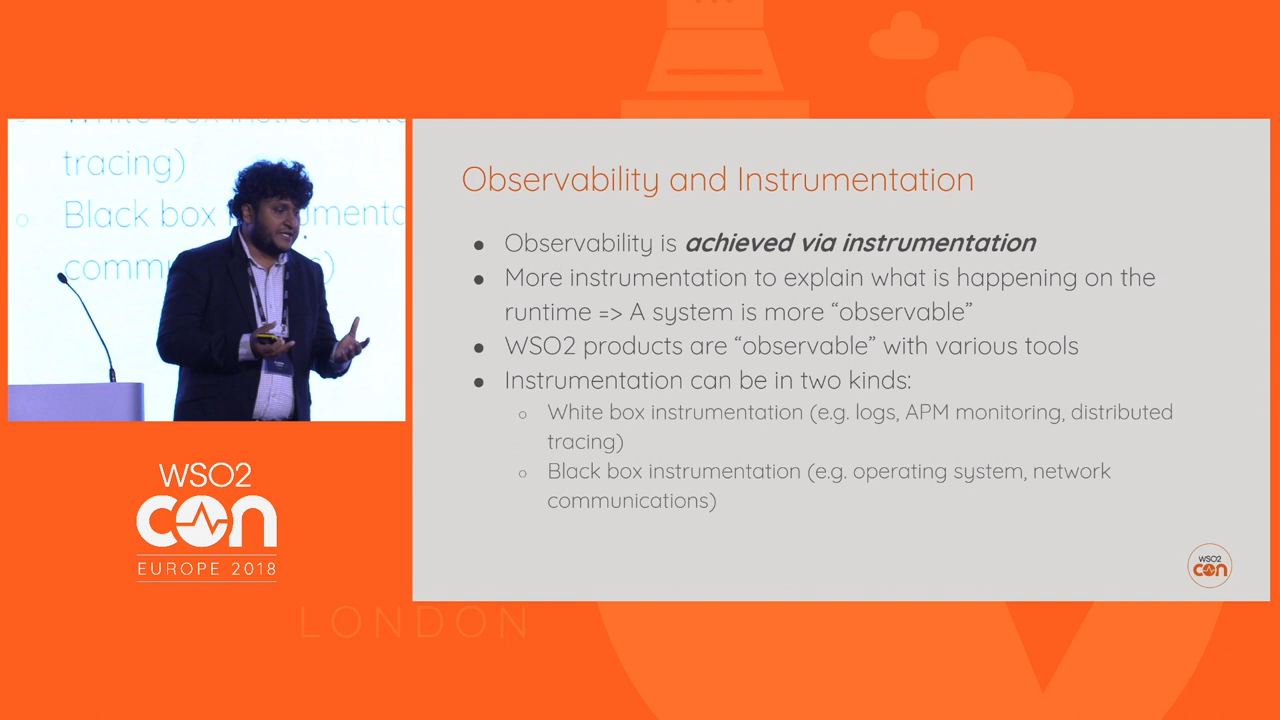 White box instrumenta
tracing)
Black box instrumenta
commu s)
WSO2
con
EUROPE 2018
LONDON
Observability and Instrumentation
● Observability is achieved via instrumentation
● More instrumentation to explain what is happening on the
runtime => A system is more “observable”
● WSO2 products are “observable” with various tools
● Instrumentation can be in two kinds:
○ White box instrumentation (e.g. logs, APM monitoring, distributed
tracing)
○ Black box instrumentation (e.g. operating system, network
communications)
WSO2
con